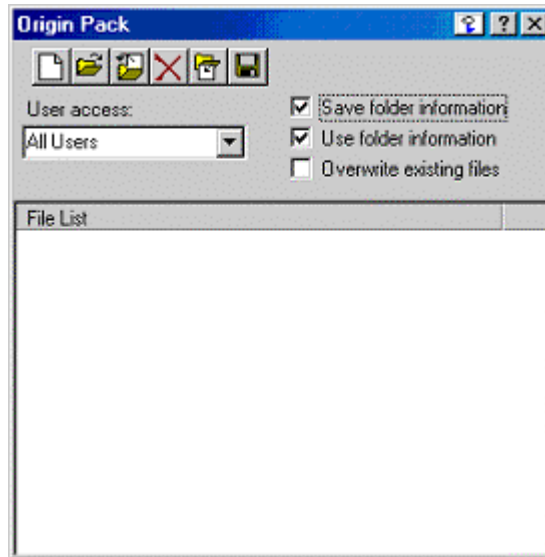 Origin Pack
User access:
All Users
Save folder information
Use folder information
Overwrite existing files
File List